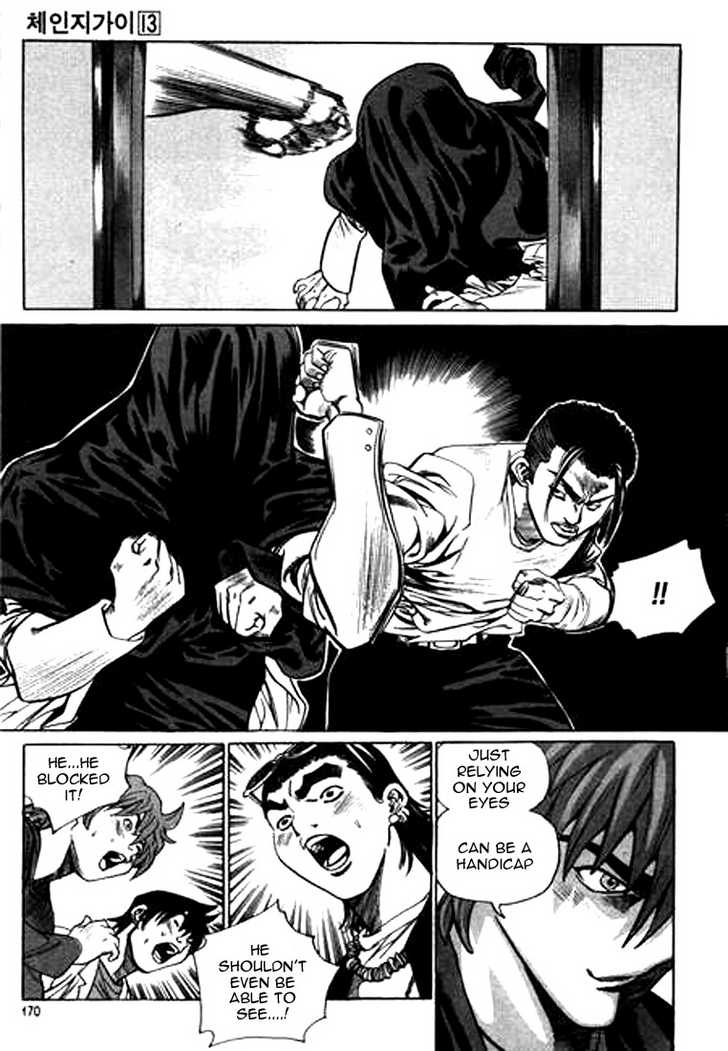 체인지가이 13
!!
HE...HE
BLOCKED
IT!
HE
SHOULDN'T
EVEN BE
ABLE TO
SEE....!
JUST
RELYING
ON YOUR
EYES
CAN BE A
HANDICAP
170